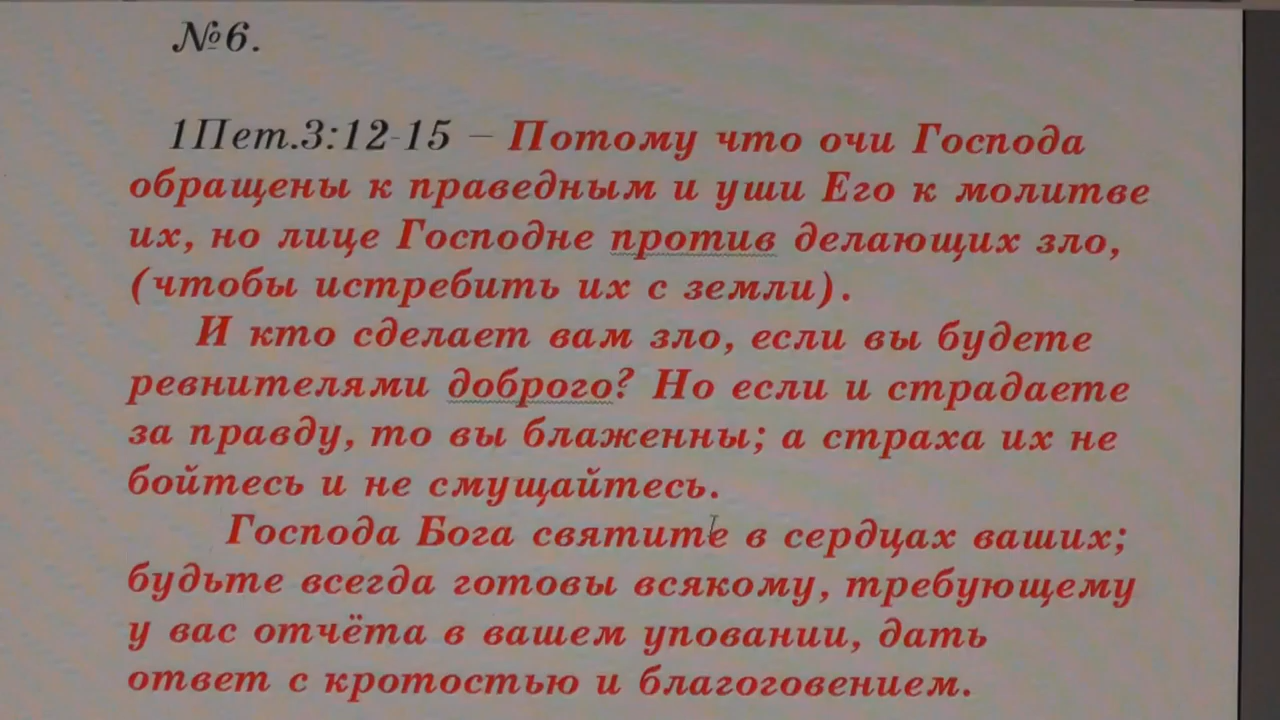 №6.
1Пет.3:12-15 – Потому что очи Господа
обращены к праведным и уши Его к молитве
их, но лице Господне против делающих зло,
(чтобы истребить их с земли).
И кто сделает вам зло, если вы будете
ревнителями доброго? Но если и страдаете
за правду, то вы блаженны; а страха их не
бойтесь и не смущайтесь.
Господа Бога святите в сердцах ваших;
будьте всегда готовы всякому, требующему
у вас отчёта в вашем уповании, дать
ответ с кротостью и благоговением.